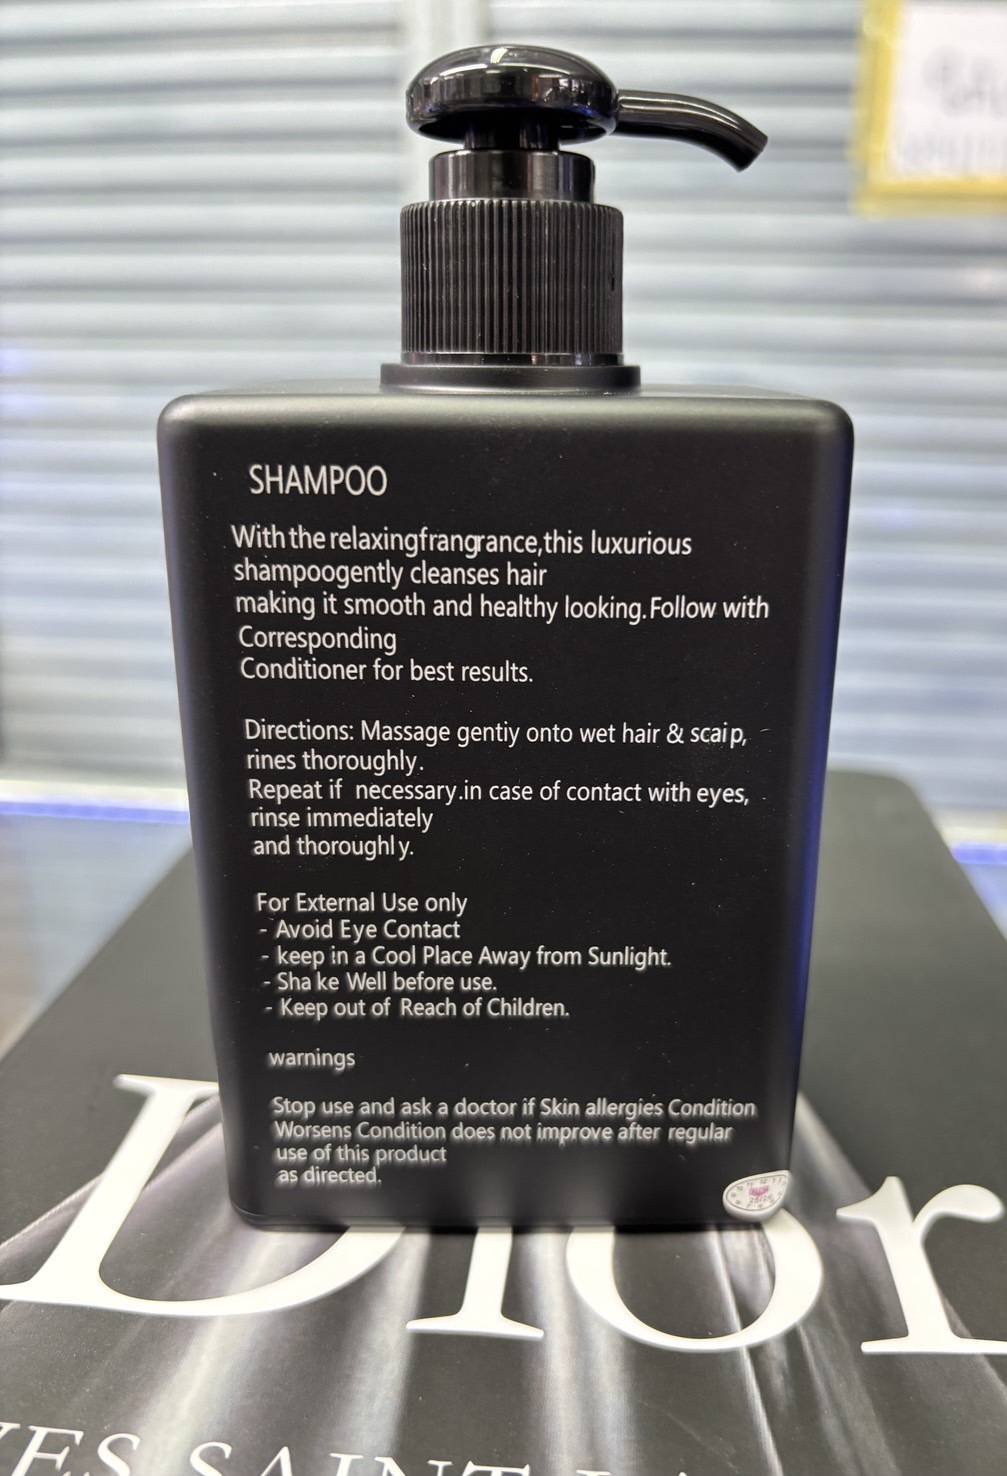 SHAMPOO
With the relaxingfrangrance,this luxurious
shampoogently cleanses hair
making it smooth and healthy looking.Follow with
Corresponding
Conditioner for best results.
Directions: Massage gentiy onto wet hair & scaip,
rines thoroughly.
Repeat if necessary.in case of contact with eyes,
rinse immediately
and thoroughly.
For External Use only
- Avoid Eye Contact
- keep in a Cool Place Away from Sunlight.
- Shake Well before use.
- Keep out of Reach of Children.
warnings
Stop use and ask a doctor if Skin allergies Condition
Worsens Condition does not improve after regular
use of this product
as directed.
Dior
YES SAINT